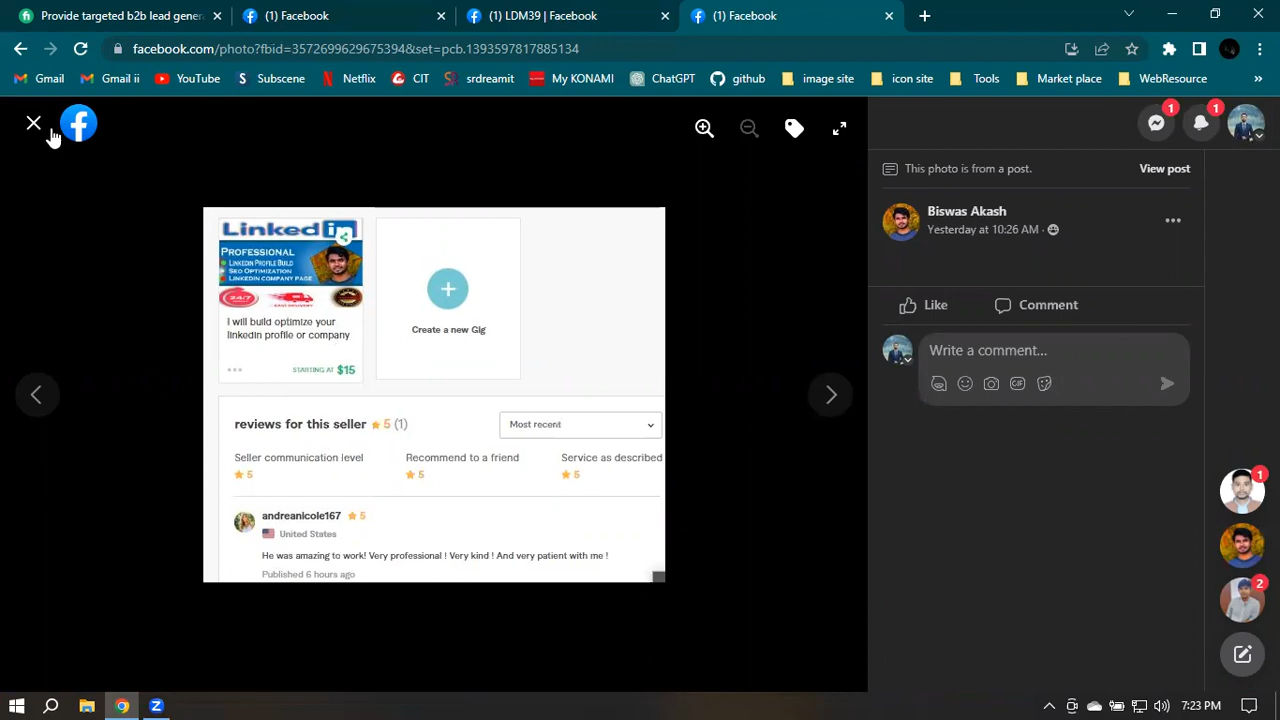 Provide targeted b2b lead gener
(1) Facebook
(1) LDM39 | Facebook
(1) Facebook
facebook.com/photo?fbid=3572699629675394&set=pcb.1393597817885134
Gmail
Gmail ii
YouTube
Subscene
Netflix
CIT
srdreamit
My KONAMI
ChatGPT
github
image site
icon site
Tools
Market place
WebResource
»
1
1
This photo is from a post.
View post
Biswas Akash
Yesterday at 10:26 AM ·
Like
Comment
Write a comment...
GIF
Linked in
PROFESSIONAL
LINKEDIN PROFILE BUILD
SEO OPTIMIZATION
LINKEDIN COMPANY PAGE
24/7
I will build optimize your
linkedin profile or company
STARTING AT $15
Create a new Gig
reviews for this seller 5 (1)
Most recent
Seller communication level
5
Recommend to a friend
5
Service as described
5
andreanicole167 5
United States
He was amazing to work! Very professional ! Very kind ! And very patient with me !
Published 6 hours ago
1
2
7:23 PM